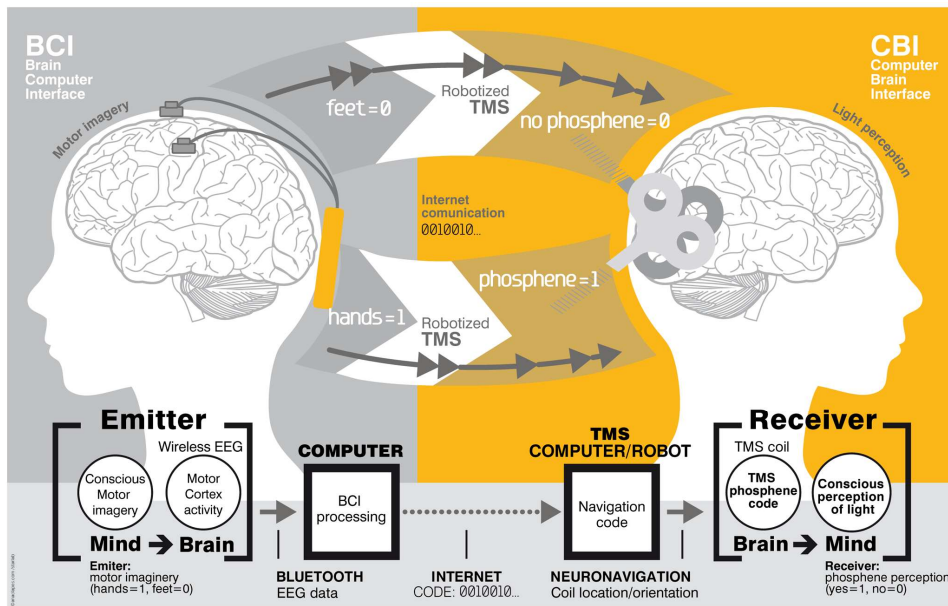 BCI
Brain
Computer
Interface
CBI
Computer
Brain
Interface
Motor imagery
Light perception
feet=0
Robotized
TMS
no phosphene=0
Internet
comunication
0010010...
phosphene=1
hands=1
Robotized
TMS
Emitter
Wireless EEG
Conscious
Motor
imagery
Motor
Cortex
activity
Mind
Brain
Emiter:
motor imaginery
(hands=1, feet=0)
COMPUTER
BCI
processing
BLUETOOTH
EEG data
INTERNET
CODE: 0010010...
TMS
COMPUTER/ROBOT
Navigation
code
NEURONAVIGATION
Coil location/orientation
Receiver
TMS coil
TMS
phosphene
code
Conscious
perception
of light
Brain
Mind
Receiver:
phosphene perception
(yes=1, no=0)